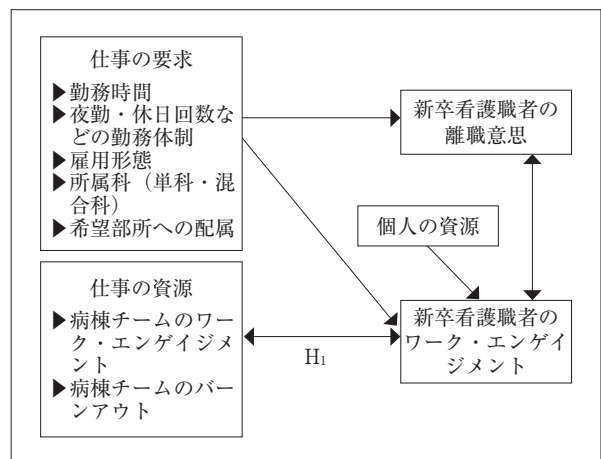 仕事の要求
▶勤務時間
▶夜勤・休日回数な
どの勤務体制
▶雇用形態
▶所属科（単科・混
合科）
▶希望部所への配属
仕事の資源
▶病棟チームのワー
ク・エンゲイジメ
ント
▶病棟チームのバー
ンアウト
H₁
新卒看護職者の
離職意思
個人の資源
新卒看護職者の
ワーク・エンゲイ
ジメント